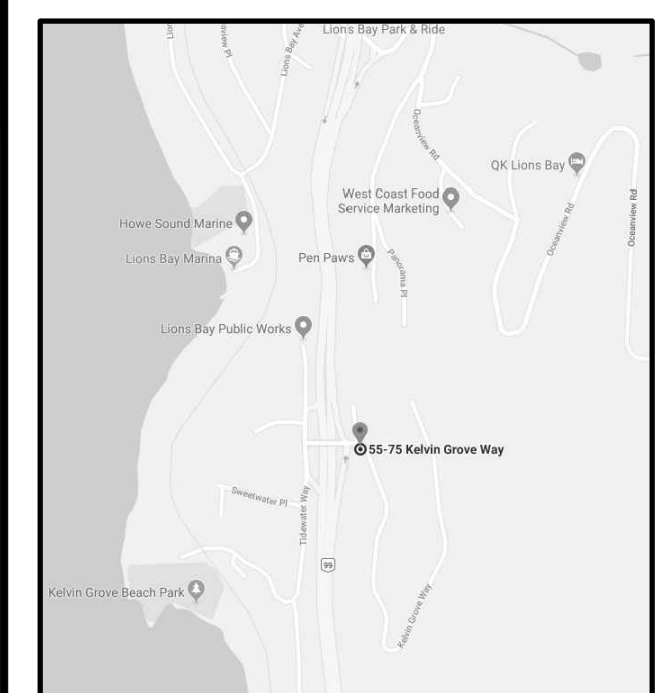 Lion's Bay Park & Ride
Lions Bay Ave
Oceanview Rd
QK Lions Bay
West Coast Food
Service Marketing
Oceanview Rd
Oceanview Rd
Howe Sound Marine
Lions Bay Marina
Pen Paws
Panorama Pl
Lions Bay Public Works
55-75 Kelvin Grove Way
Sweetwater Pl
Tidewater Way
99
Kelvin Grove Beach Park
Kelvin Grove Way